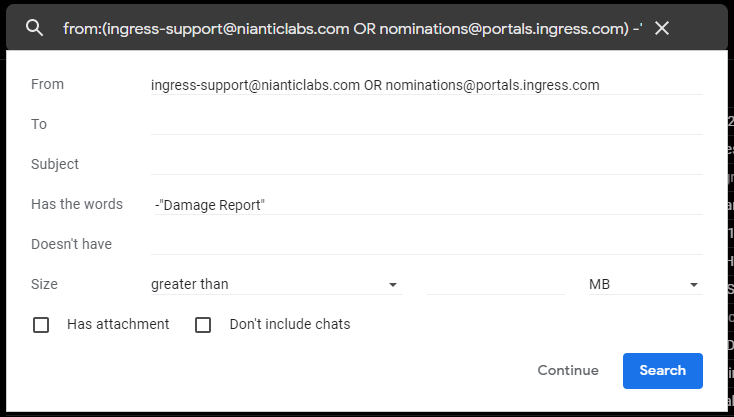 from:(ingress-support@nianticlabs.com OR nominations@portals.ingress.com) -"
From ingress-support@nianticlabs.com OR nominations@portals.ingress.com
To
Subject
Has the words -"Damage Report"
Doesn't have
Size greater than MB
Has attachment Don't include chats
Continue Search